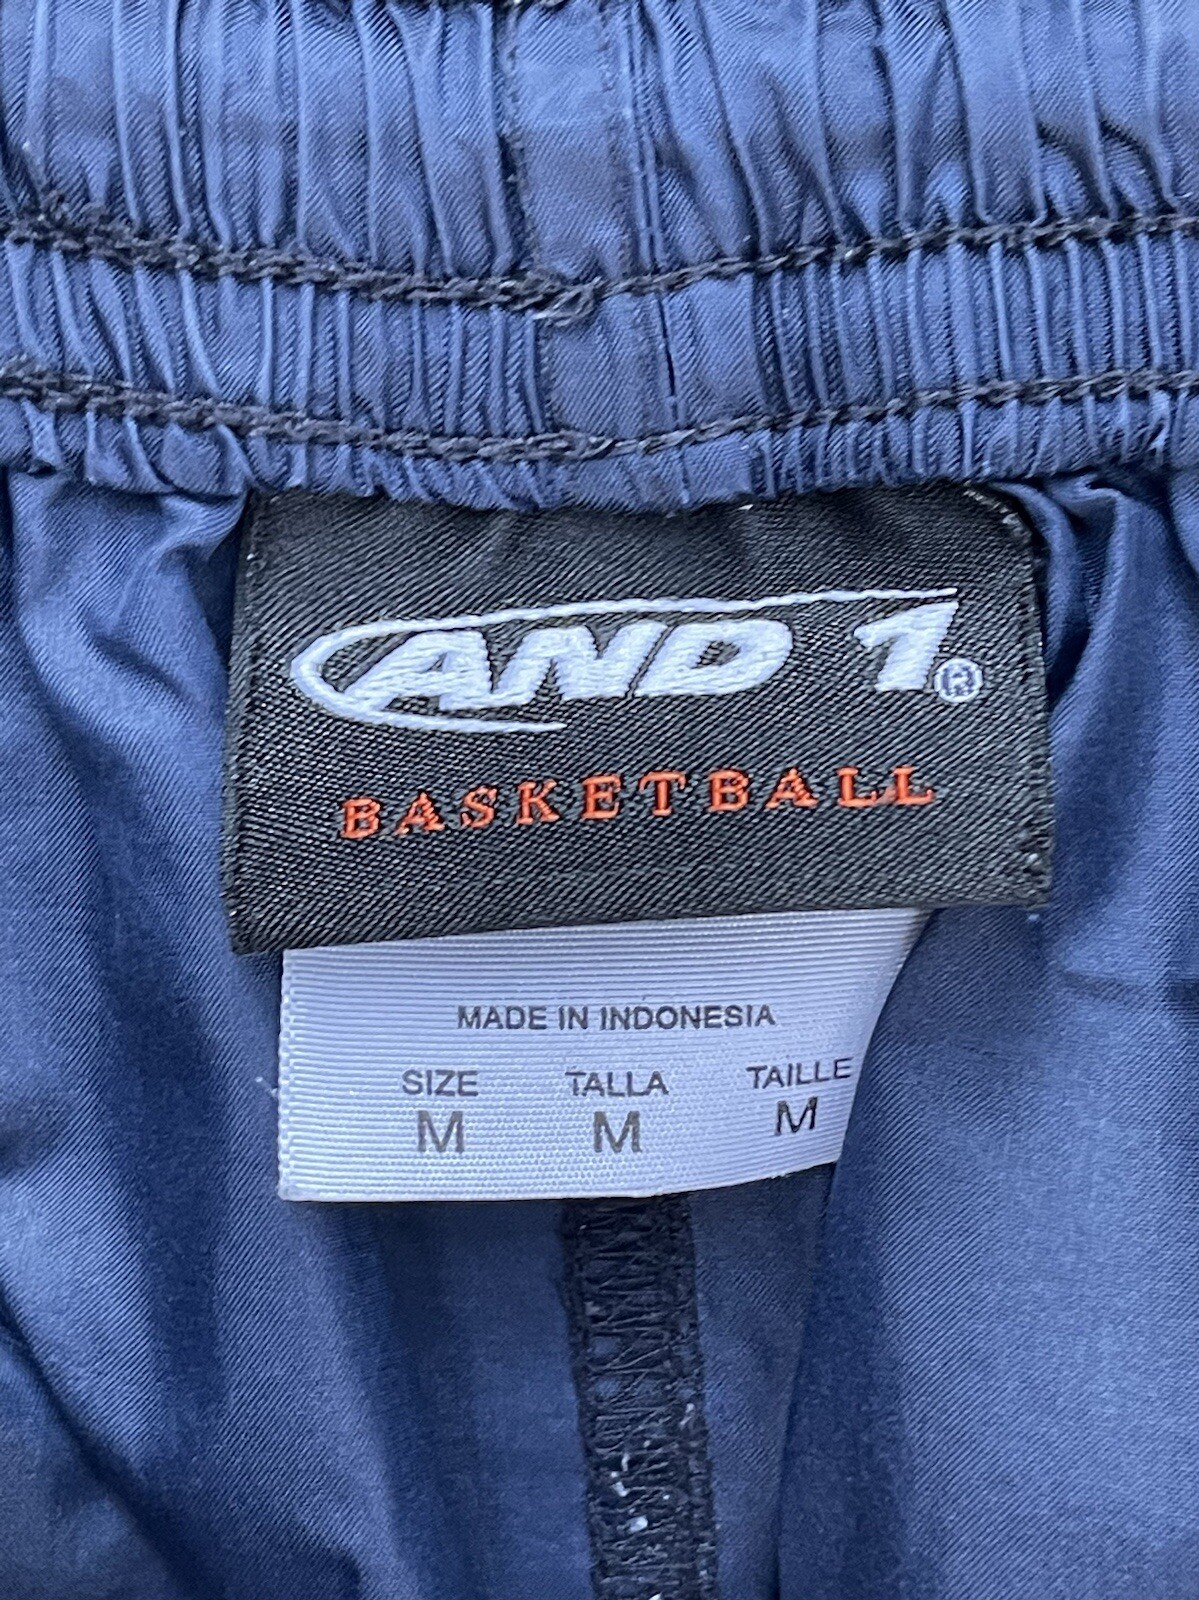 AND 1®
BASKETBALL
MADE IN INDONESIA
SIZE TALLA TAILLE
M M M